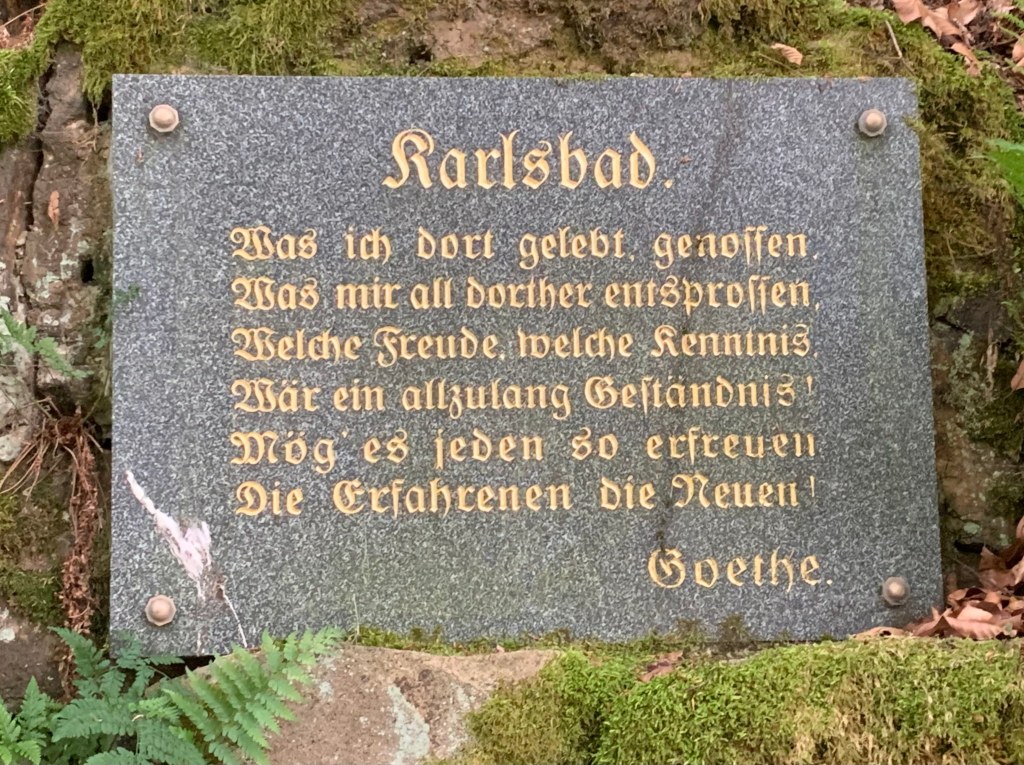 Karlsbad.
Was ich dort gelebt, genossen,
Was mir all dorther entsprossen,
Welche Freude, welche Kenntnis,
Wär ein allzulang Geständnis!
Mög' es jeden so erfreuen
Die Erfahrenen die Neuen!
Goethe.